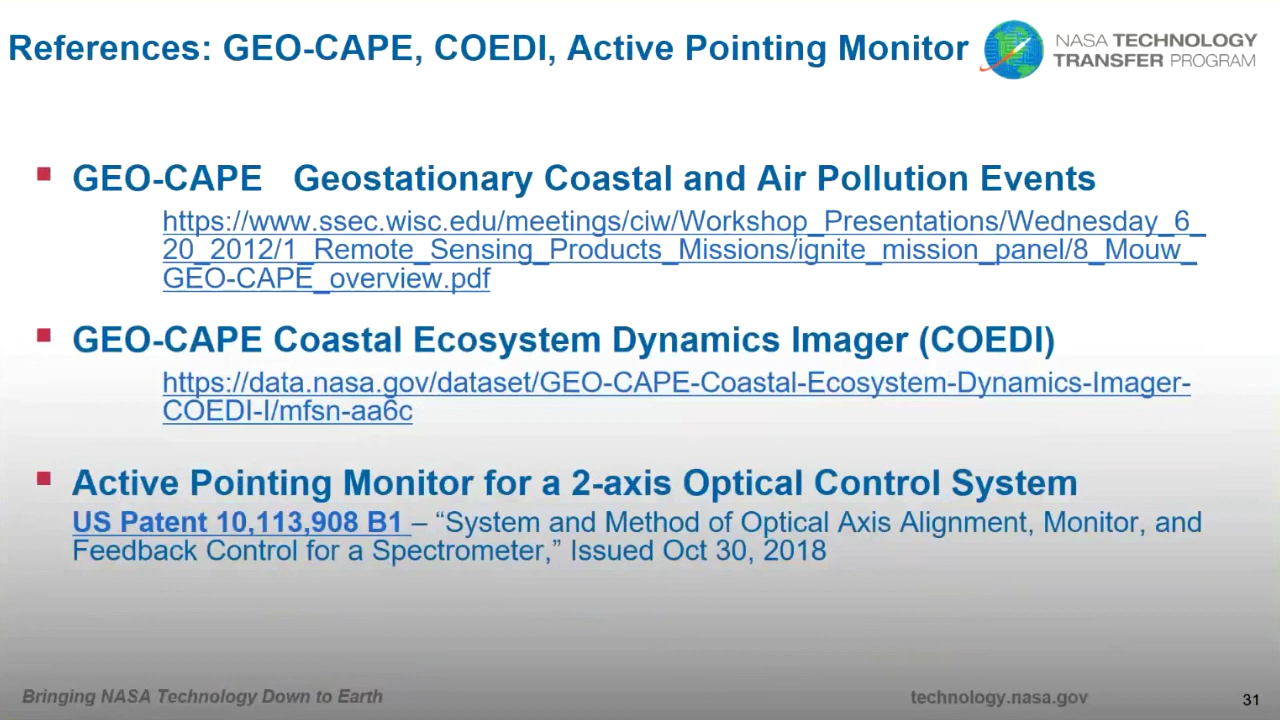 References: GEO-CAPE, COEDI, Active Pointing Monitor
NASA TECHNOLOGY
TRANSFER PROGRAM
GEO-CAPE Geostationary Coastal and Air Pollution Events
https://www.ssec.wisc.edu/meetings/ciw/Workshop_Presentations/Wednesday_6_
20_2012/1_Remote_Sensing_Products_Missions/ignite_mission_panel/8_Mouw_
GEO-CAPE_overview.pdf
GEO-CAPE Coastal Ecosystem Dynamics Imager (COEDI)
https://data.nasa.gov/dataset/GEO-CAPE-Coastal-Ecosystem-Dynamics-Imager-
COEDI-I/mfsn-aa6c
Active Pointing Monitor for a 2-axis Optical Control System
US Patent 10,113,908 B1 – “System and Method of Optical Axis Alignment, Monitor, and
Feedback Control for a Spectrometer,” Issued Oct 30, 2018
Bringing NASA Technology Down to Earth
technology.nasa.gov
31